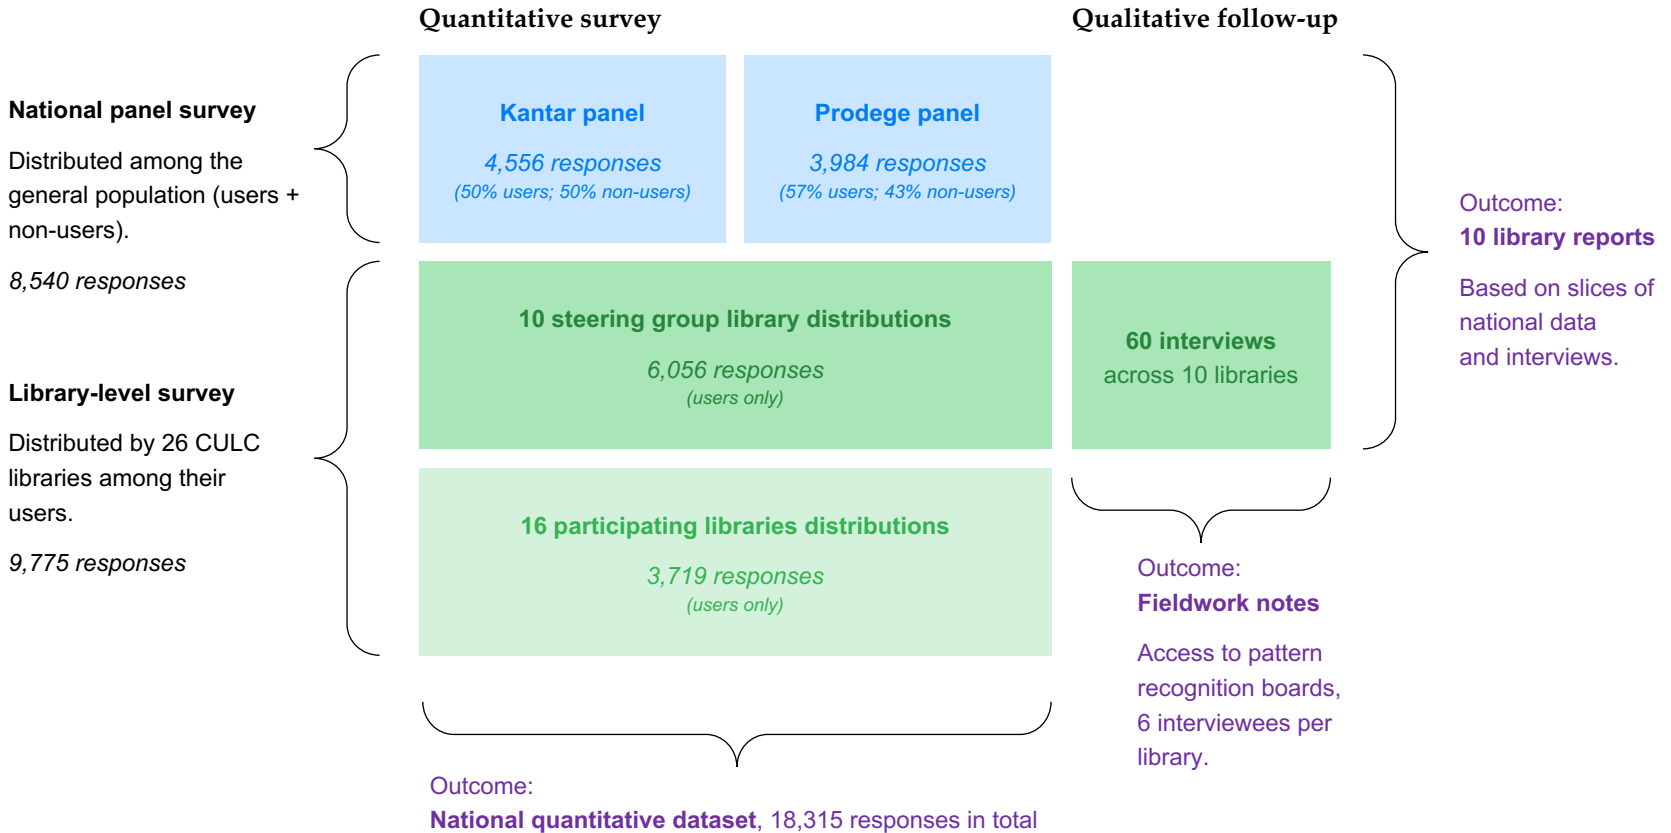 Quantitative survey
Qualitative follow-up
National panel survey
Distributed among the
general population (users +
non-users).
8,540 responses
Kantar panel
4,556 responses
(50% users; 50% non-users)
Prodege panel
3,984 responses
(57% users; 43% non-users)
Library-level survey
Distributed by 26 CULC
libraries among their
users.
9,775 responses
10 steering group library distributions
6,056 responses
(users only)
60 interviews
across 10 libraries
16 participating libraries distributions
3,719 responses
(users only)
Outcome:
10 library reports
Based on slices of
national data
and interviews.
Outcome:
Fieldwork notes
Access to pattern
recognition boards,
6 interviewees per
library.
Outcome:
National quantitative dataset, 18,315 responses in total